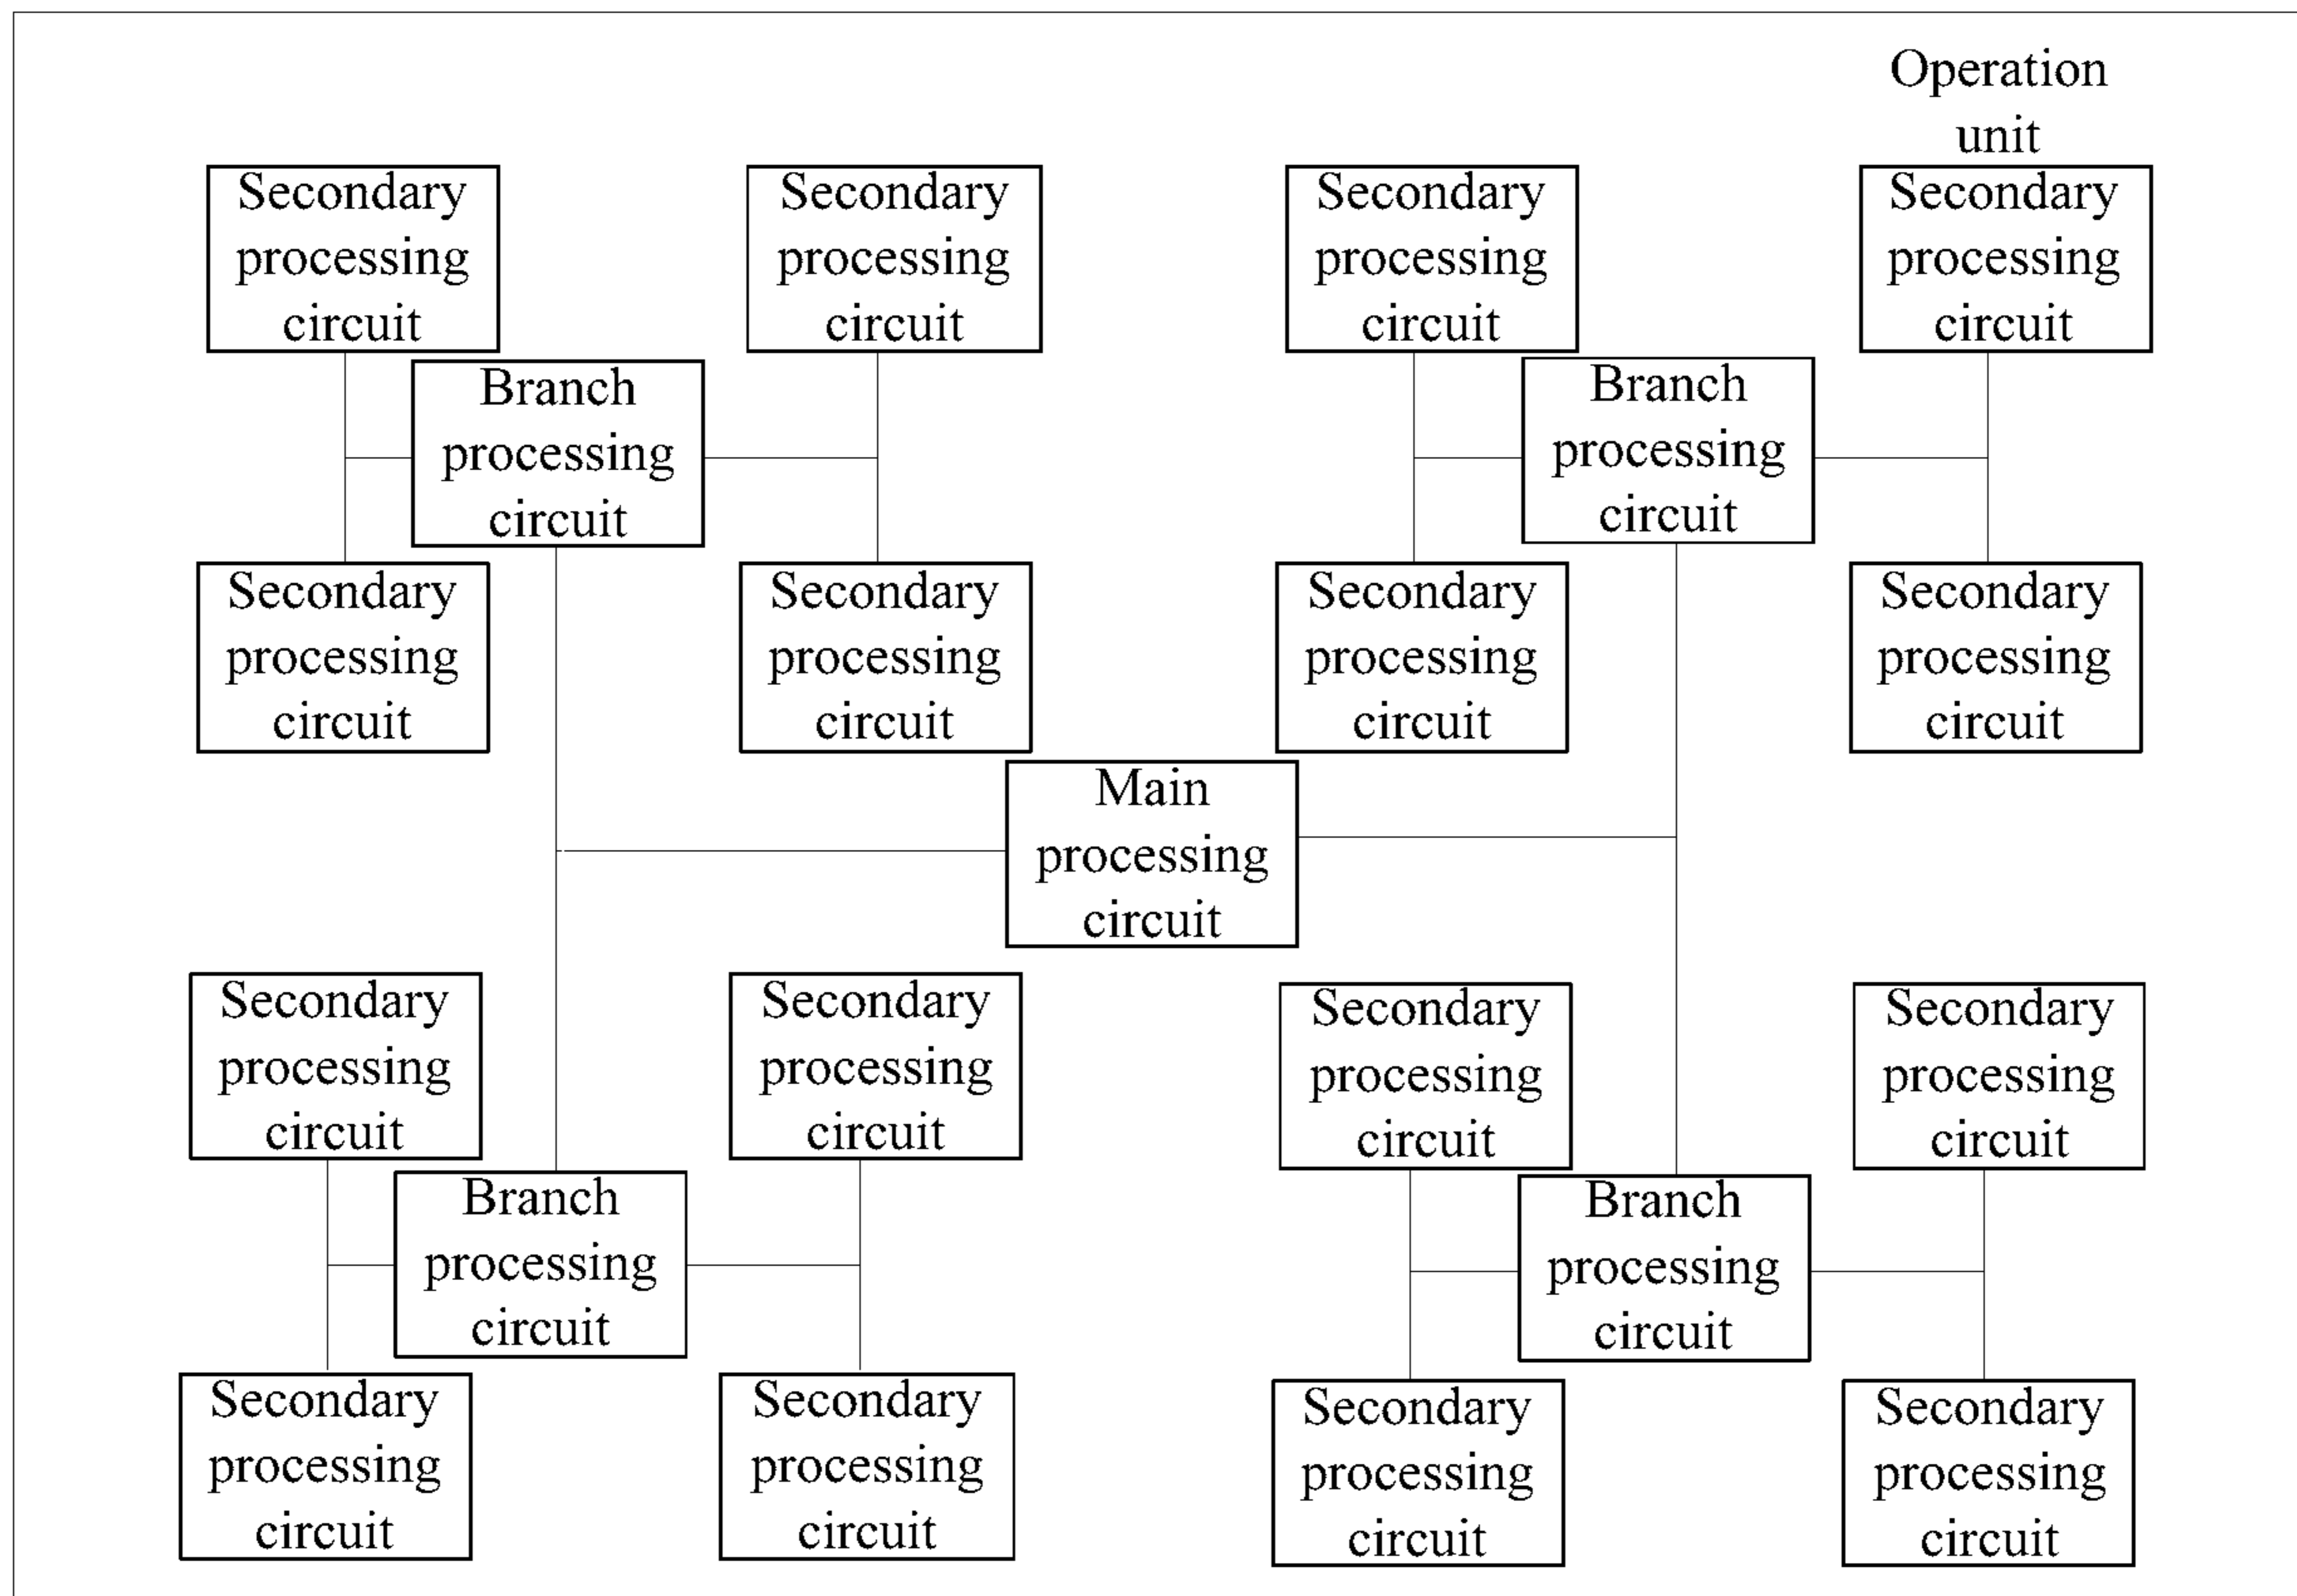 Operation
unit
Secondary
processing
circuit
Secondary
processing
circuit
Secondary
processing
circuit
Secondary
processing
circuit
Branch
processing
circuit
Branch
processing
circuit
Secondary
processing
circuit
Secondary
processing
circuit
Secondary
processing
circuit
Secondary
processing
circuit
Main
processing
circuit
Secondary
processing
circuit
Secondary
processing
circuit
Secondary
processing
circuit
Secondary
processing
circuit
Branch
processing
circuit
Branch
processing
circuit
Secondary
processing
circuit
Secondary
processing
circuit
Secondary
processing
circuit
Secondary
processing
circuit